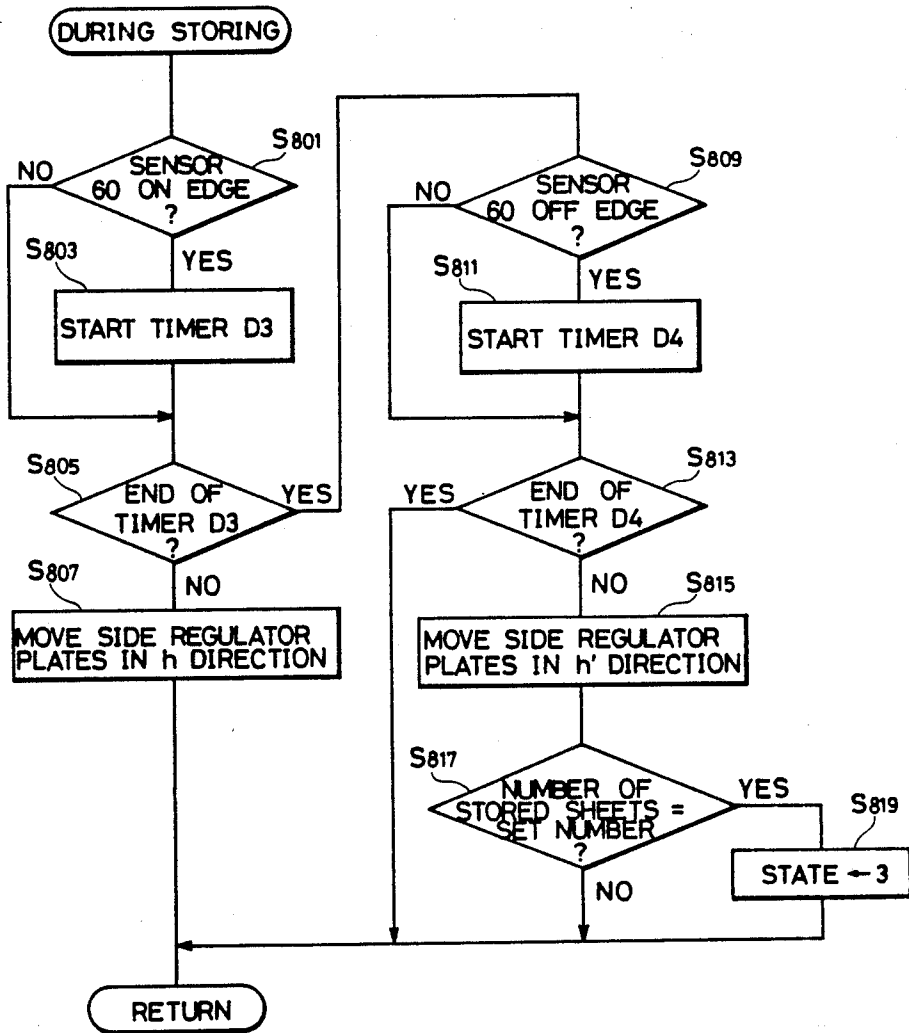 DURING STORING
S801
SENSOR
60 ON EDGE
?
NO
YES
S803
START TIMER D3
S805
END OF
TIMER D3
?
YES
NO
S807
MOVE SIDE REGULATOR
PLATES IN h DIRECTION
S809
SENSOR
60 OFF EDGE
?
NO
YES
S811
START TIMER D4
S813
END OF
TIMER D4
?
YES
NO
S815
MOVE SIDE REGULATOR
PLATES IN h' DIRECTION
S817
NUMBER OF
STORED SHEETS =
SET NUMBER
?
YES
NO
S819
STATE ← 3
RETURN